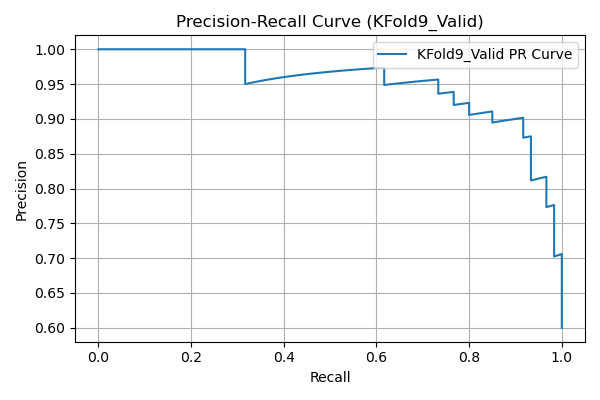 Precision-Recall Curve (KFold9_Valid)
KFold9_Valid PR Curve
1.00
0.95
0.90
0.85
0.80
0.75
0.70
0.65
0.60
Precision
0.0 0.2 0.4 0.6 0.8 1.0
Recall